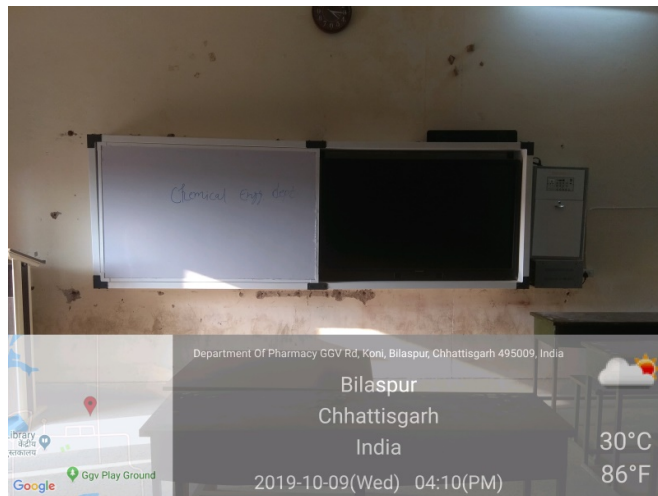 Chemical Engg
Department Of Pharmacy GGV Rd, Koni, Bilaspur, Chhattisgarh 495009, India
Bilaspur
Chhattisgarh
India
2019-10-09(Wed) 04:10(PM)
30°C
86°F
केंद्रीय
Ggv Play Ground
Google